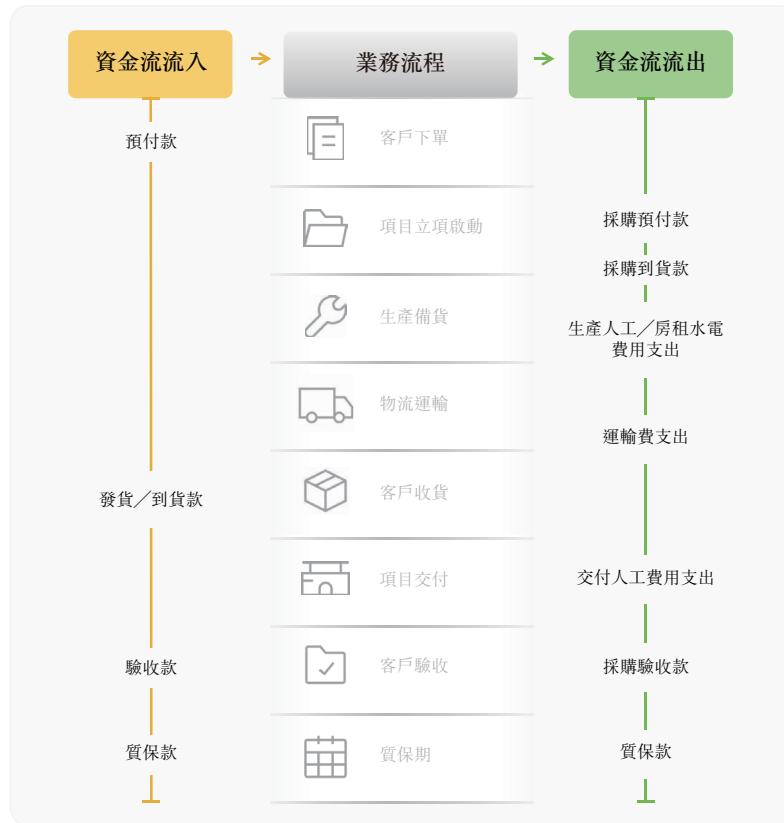 資金流流入
業務流程
資金流流出
預付款
客戶下單
項目立項啟動
採購預付款
採購到貨款
生產備貨
生產人工／房租水電
費用支出
物流運輸
運輸費支出
發貨／到貨款
客戶收貨
項目交付
交付人工費用支出
驗收款
客戶驗收
採購驗收款
質保款
質保期
質保款